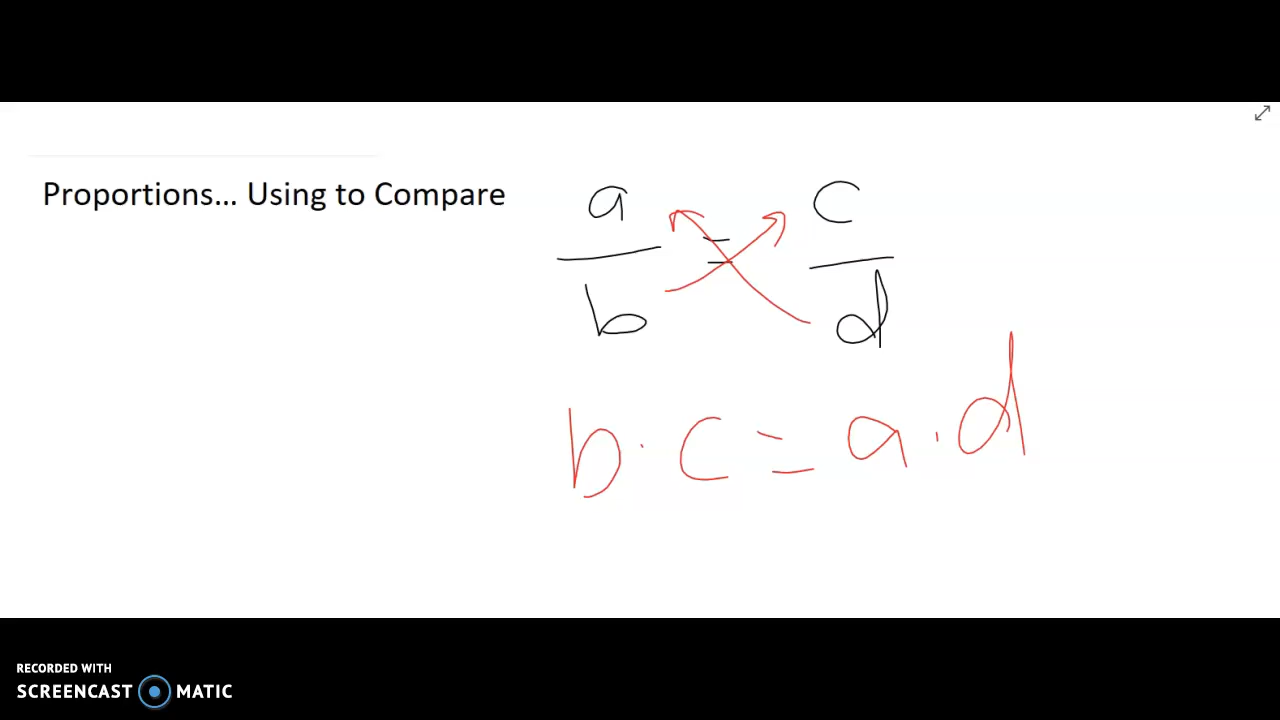 Proportions... Using to Compare
a = c
b d
b · c = a · d
RECORDED WITH
SCREENCAST MATIC